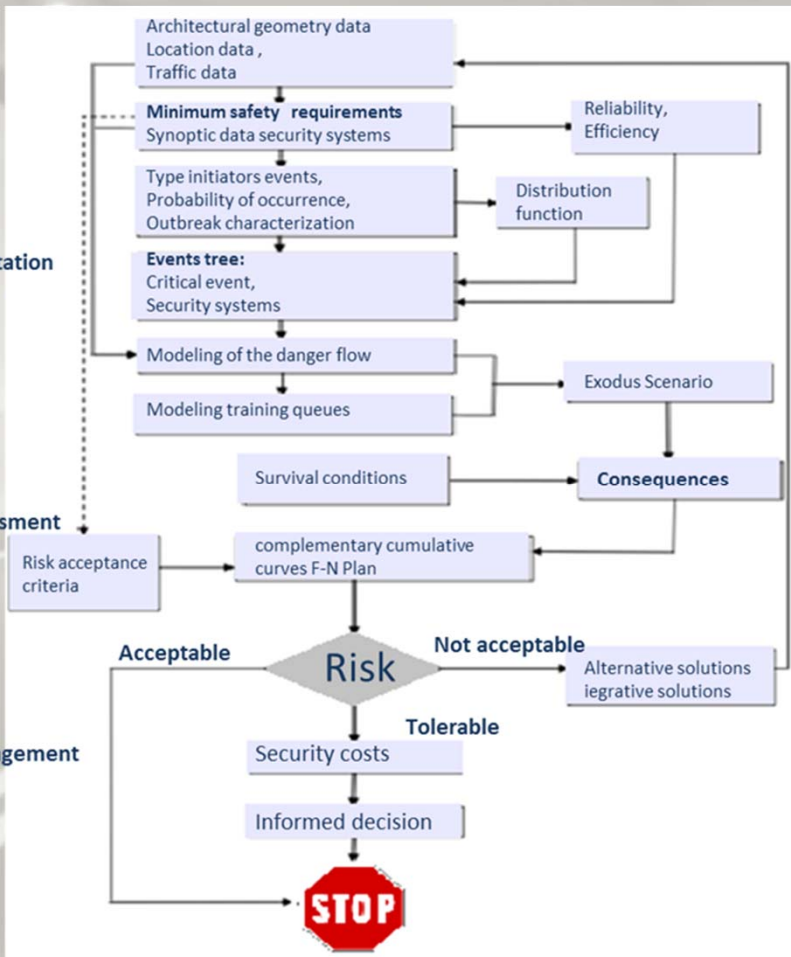 Architectural geometry data
Location data ,
Traffic data
Minimum safety requirements
Synoptic data security systems
Reliability,
Efficiency
Type initiators events,
Probability of occurrence,
Outbreak characterization
Distribution
function
Events tree:
Critical event,
Security systems
Modeling of the danger flow
Modeling training queues
Exodus Scenario
Survival conditions
Consequences
Risk acceptance
criteria
complementary cumulative
curves F-N Plan
Acceptable
Risk
Not acceptable
Alternative solutions
iegrative solutions
Tolerable
Security costs
Informed decision
STOP